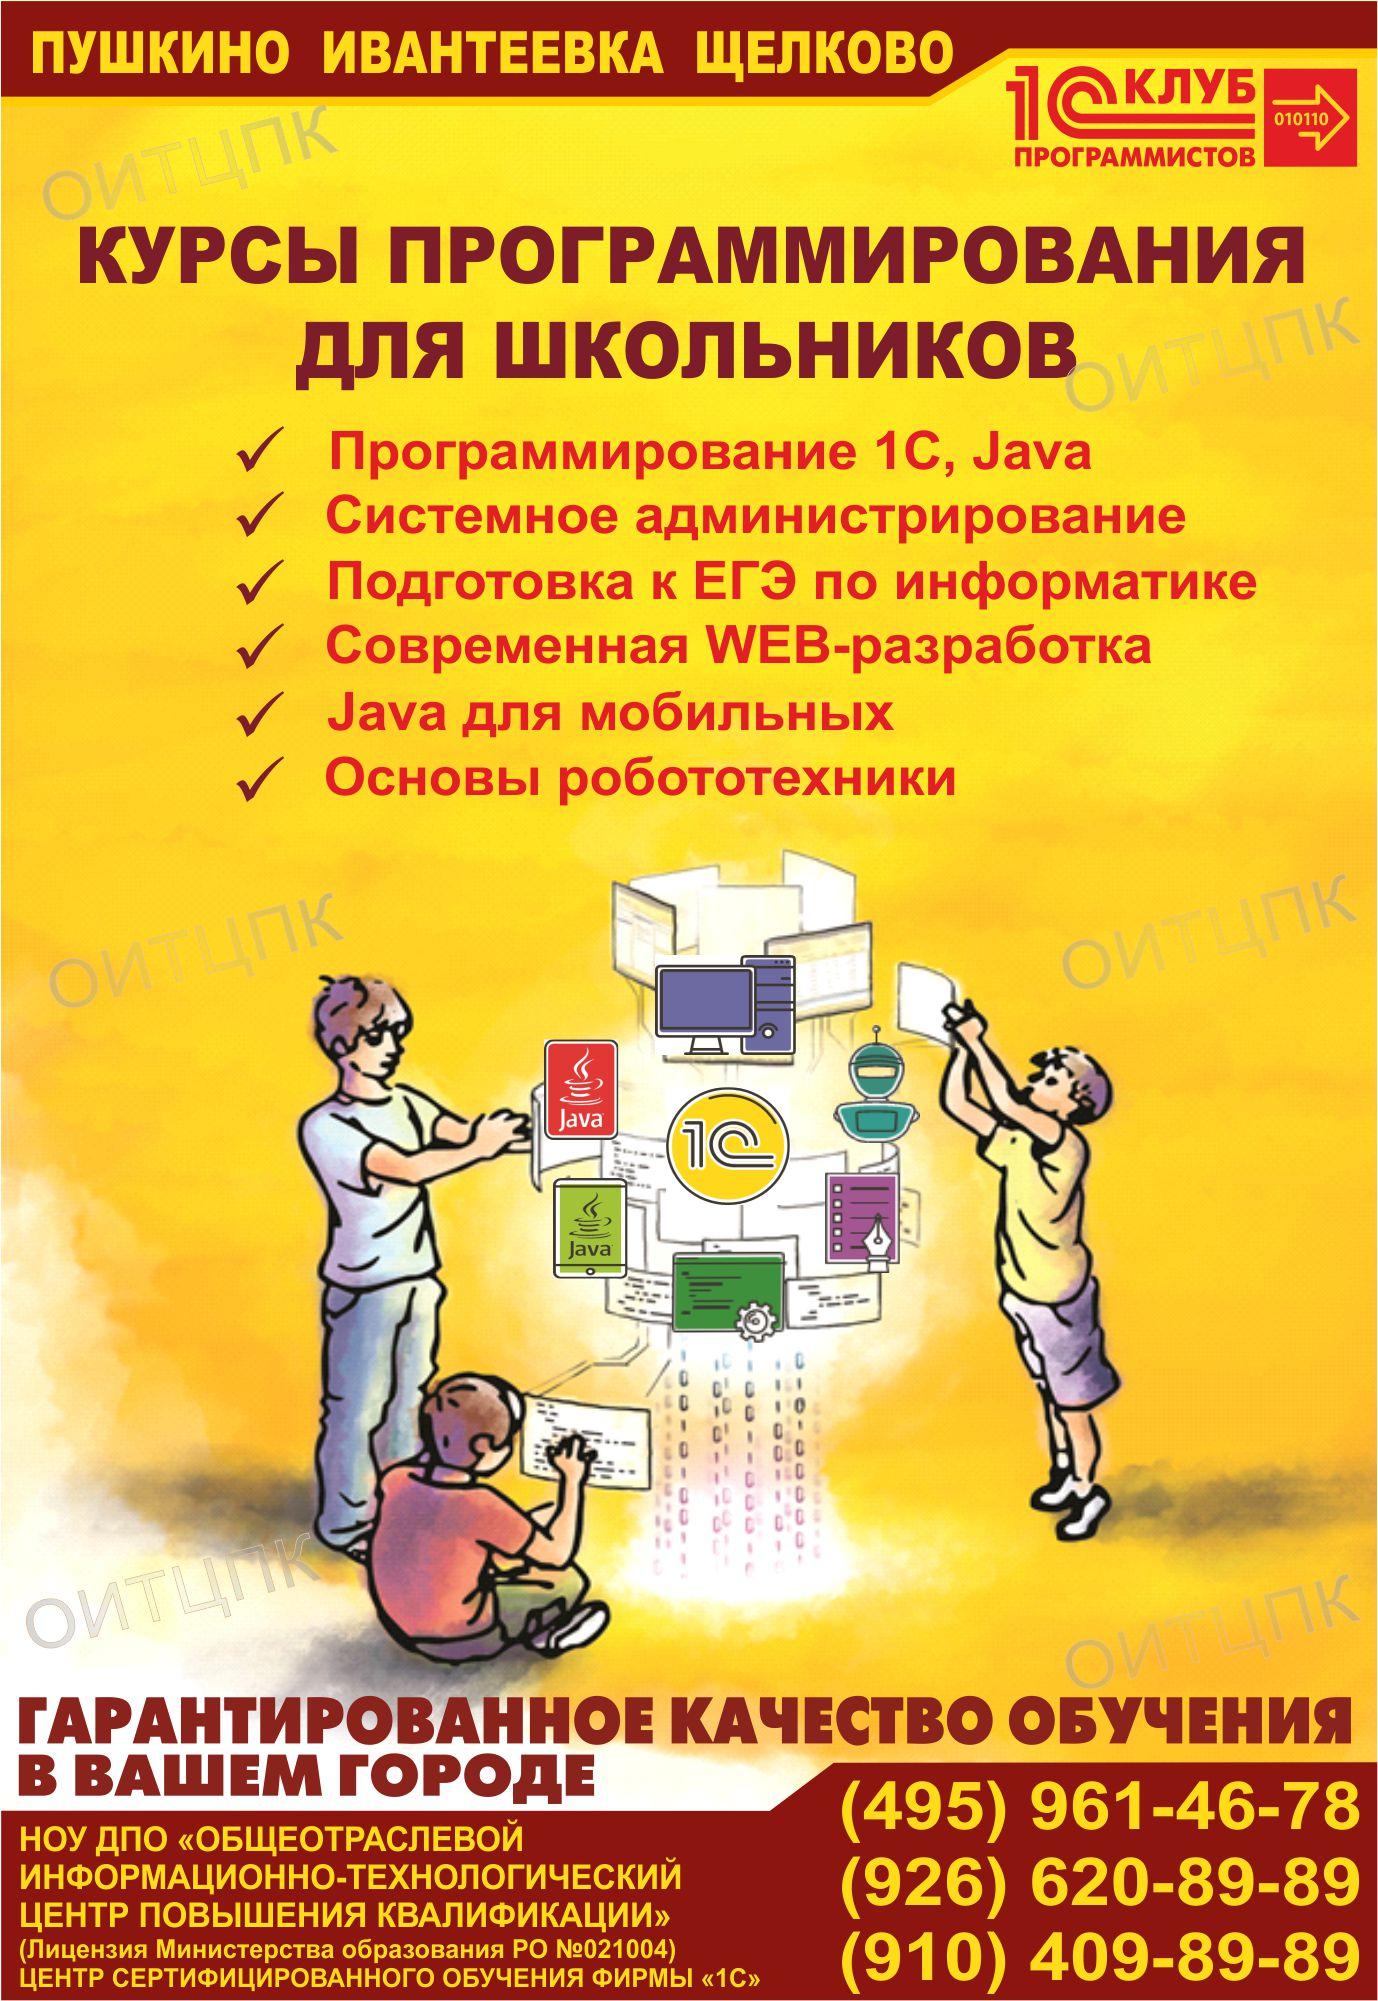 ПУШКИНО ИВАНТЕЕВКА ЩЕЛКОВО
1С КЛУБ
ПРОГРАММИСТОВ
010110
ОИТЦПК
КУРСЫ ПРОГРАММИРОВАНИЯ
ДЛЯ ШКОЛЬНИКОВ
ОИТЦПК
Программирование 1С, Java
Системное администрирование
Подготовка к ЕГЭ по информатике
Современная WEB-разработка
Java для мобильных
Основы робототехники
ОИТЦПК
ОИТЦПК
Java
1С
Java
ОИТЦПК
ОИТЦПК
ГАРАНТИРОВАННОЕ КАЧЕСТВО ОБУЧЕНИЯ
В ВАШЕМ ГОРОДЕ
НОУ ДПО «ОБЩЕОТРАСЛЕВОЙ
ИНФОРМАЦИОННО-ТЕХНОЛОГИЧЕСКИЙ
ЦЕНТР ПОВЫШЕНИЯ КВАЛИФИКАЦИИ»
(Лицензия Министерства образования РО №021004)
ЦЕНТР СЕРТИФИЦИРОВАННОГО ОБУЧЕНИЯ ФИРМЫ «1С»
(495) 961-46-78
(926) 620-89-89
(910) 409-89-89